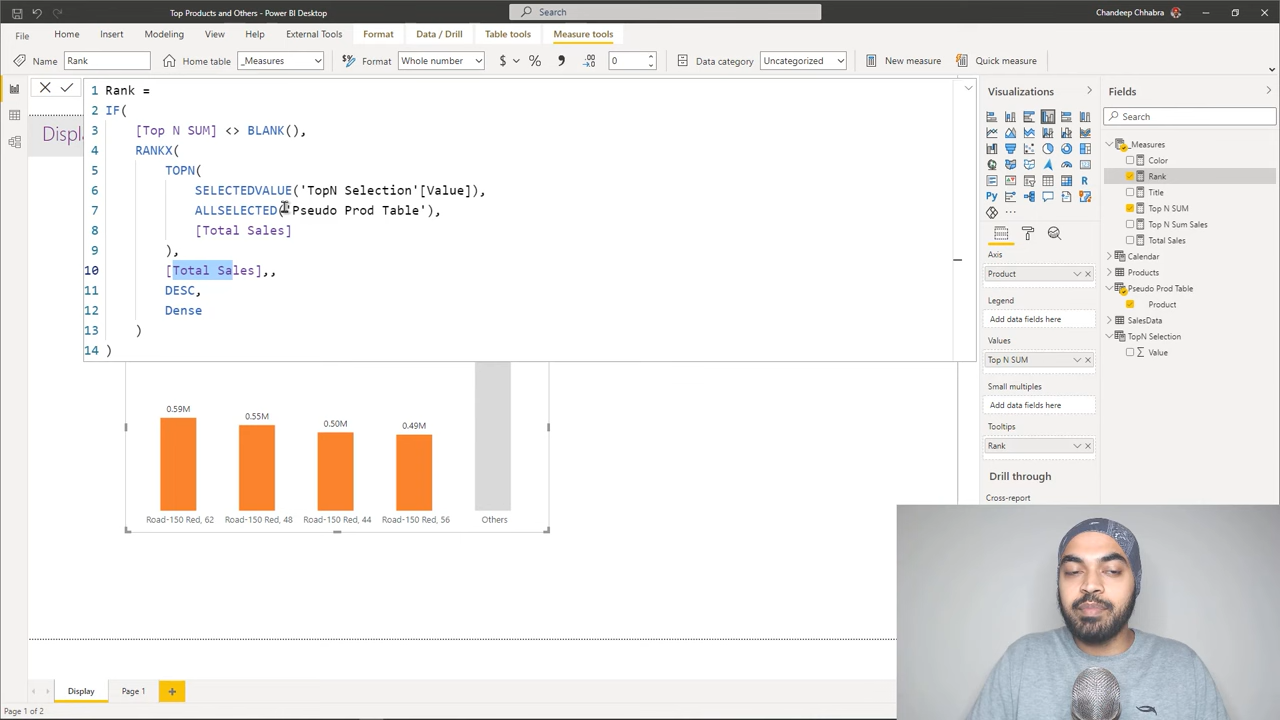 Top Products and Others - Power BI Desktop
Search
Chandeep Chhabra
File
Home
Insert
Modeling
View
Help
External Tools
Format
Data / Drill
Table tools
Measure tools
Name
Rank
Home table
_Measures
Format
Whole number
$
%
0
Data category
Uncategorized
New measure
Quick measure
Display
1 Rank =
2 IF(
3 [Top N SUM] <> BLANK(),
4 RANKX(
5 TOPN(
6 SELECTEDVALUE('TopN Selection'[Value]),
7 ALLSELECTED('Pseudo Prod Table'),
8 [Total Sales]
9 ),
10 [Total Sales],,
11 DESC,
12 Dense
13 )
14 )
0.59M
0.55M
0.50M
0.49M
Road-150 Red, 62
Road-150 Red, 48
Road-150 Red, 44
Road-150 Red, 56
Others
Visualizations
R
Py
Axis
Product
Legend
Add data fields here
Values
Top N SUM
Small multiples
Add data fields here
Tooltips
Rank
Drill through
Cross-report
Fields
Search
_Measures
Color
Rank
Title
Top N SUM
Top N Sum Sales
Total Sales
Calendar
Products
Pseudo Prod Table
Product
SalesData
TopN Selection
Value
Display
Page 1
Page 1 of 2